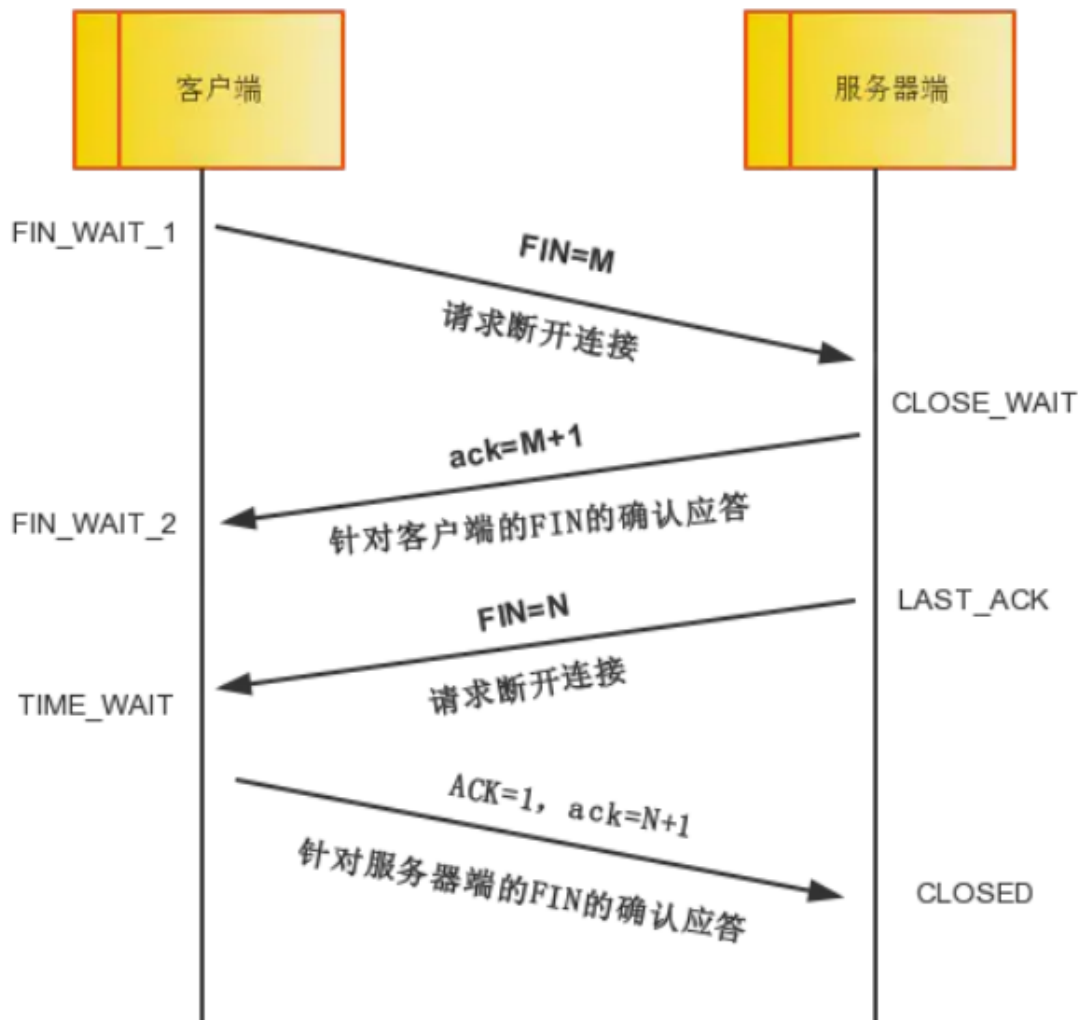 客户端
服务器端
FIN_WAIT_1
FIN=M
请求断开连接
CLOSE_WAIT
ack=M+1
FIN_WAIT_2
针对客户端的FIN的确认应答
LAST_ACK
FIN=N
请求断开连接
TIME_WAIT
ACK=1, ack=N+1
针对服务器端的FIN的确认应答
CLOSED